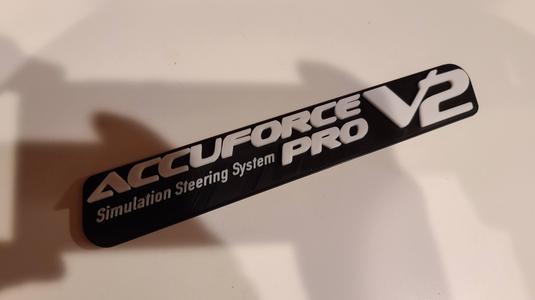 ACCUFORCE V2
Simulation Steering System PRO